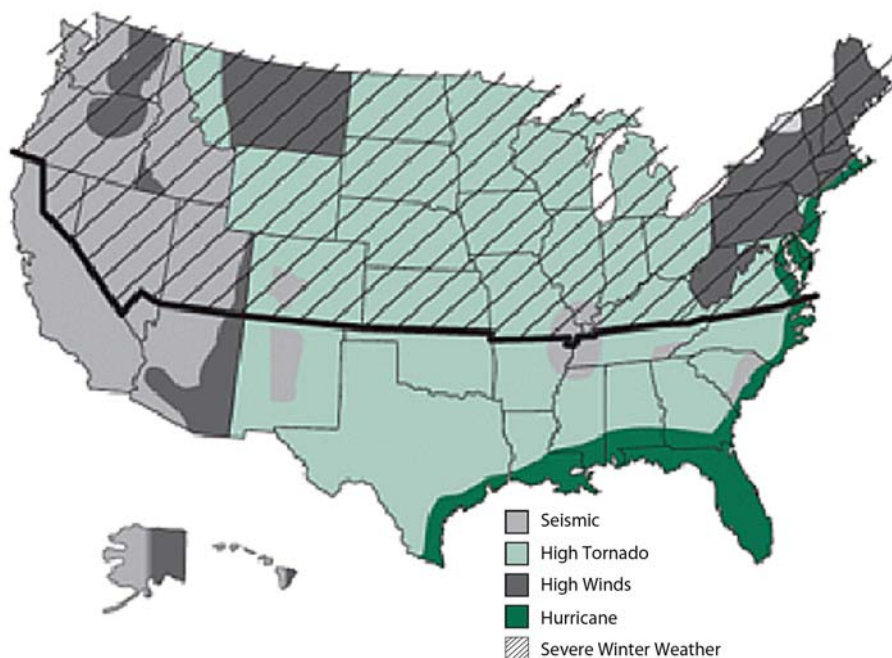 Seismic
High Tornado
High Winds
Hurricane
Severe Winter Weather